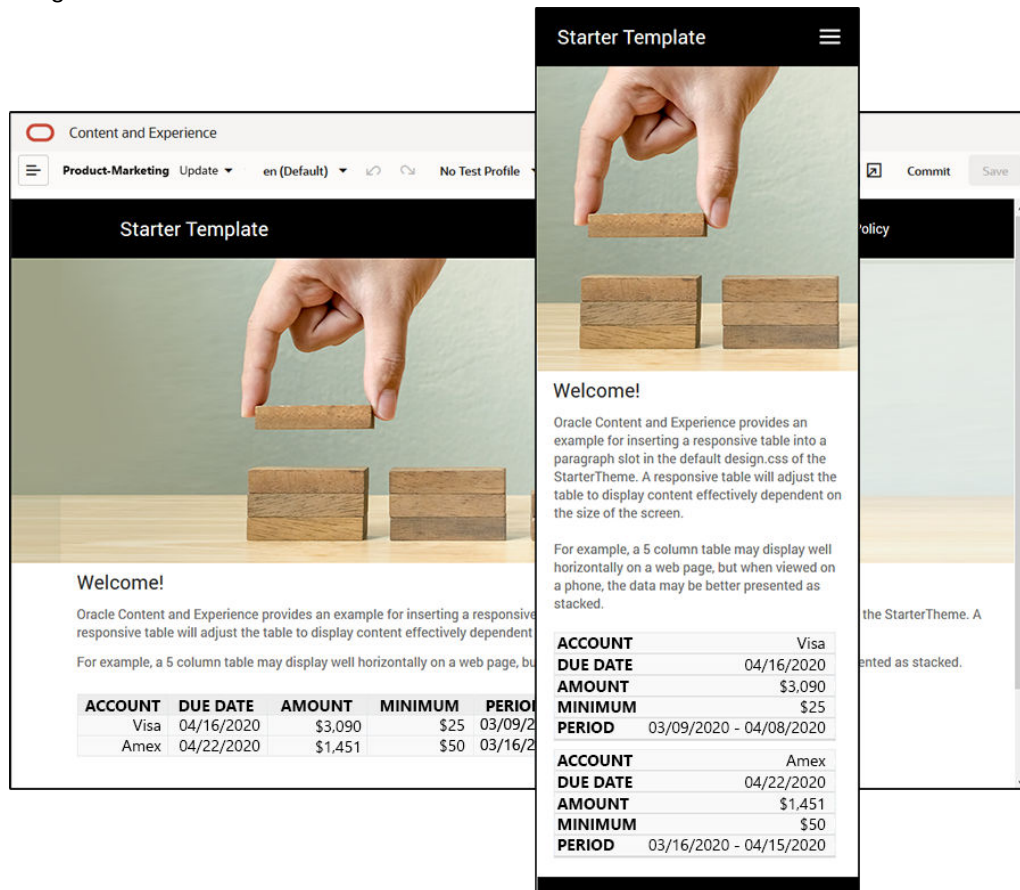 Starter Template
Content and Experience
Product-Marketing Update en (Default) No Test Profile Commit Save
Starter Template Policy
Welcome!
Oracle Content and Experience provides an example for inserting a responsive the StarterTheme. A
responsive table will adjust the table to display content effectively dependent
For example, a 5 column table may display well horizontally on a web page, but ented as stacked.
ACCOUNT DUE DATE AMOUNT MINIMUM PERIOD
Visa 04/16/2020 $3,090 $25 03/09/2
Amex 04/22/2020 $1,451 $50 03/16/2
Welcome!
Oracle Content and Experience provides an
example for inserting a responsive table into a
paragraph slot in the default design.css of the
StarterTheme. A responsive table will adjust the
table to display content effectively dependent on
the size of the screen.
For example, a 5 column table may display well
horizontally on a web page, but when viewed on
a phone, the data may be better presented as
stacked.
ACCOUNT Visa
DUE DATE 04/16/2020
AMOUNT $3,090
MINIMUM $25
PERIOD 03/09/2020 - 04/08/2020
ACCOUNT Amex
DUE DATE 04/22/2020
AMOUNT $1,451
MINIMUM $50
PERIOD 03/16/2020 - 04/15/2020